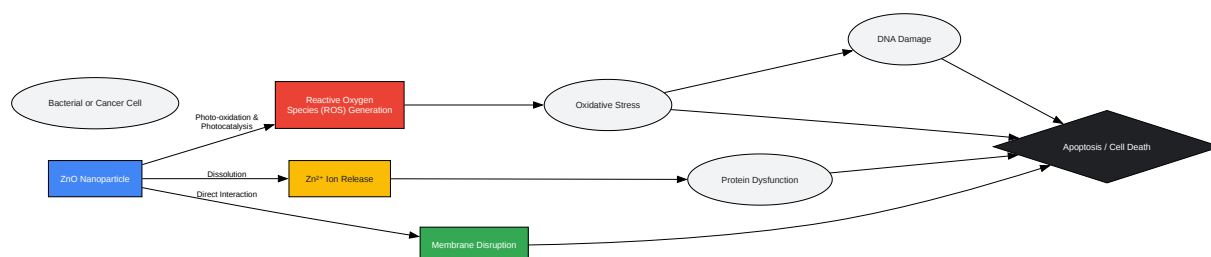 DNA Damage
Bacterial or Cancer Cell
Reactive Oxygen
Species (ROS) Generation
Oxidative Stress
Photo-oxidation &
Photocatalysis
Apoptosis / Cell Death
ZnO Nanoparticle
Dissolution
Zn²⁺ Ion Release
Protein Dysfunction
Direct Interaction
Membrane Disruption